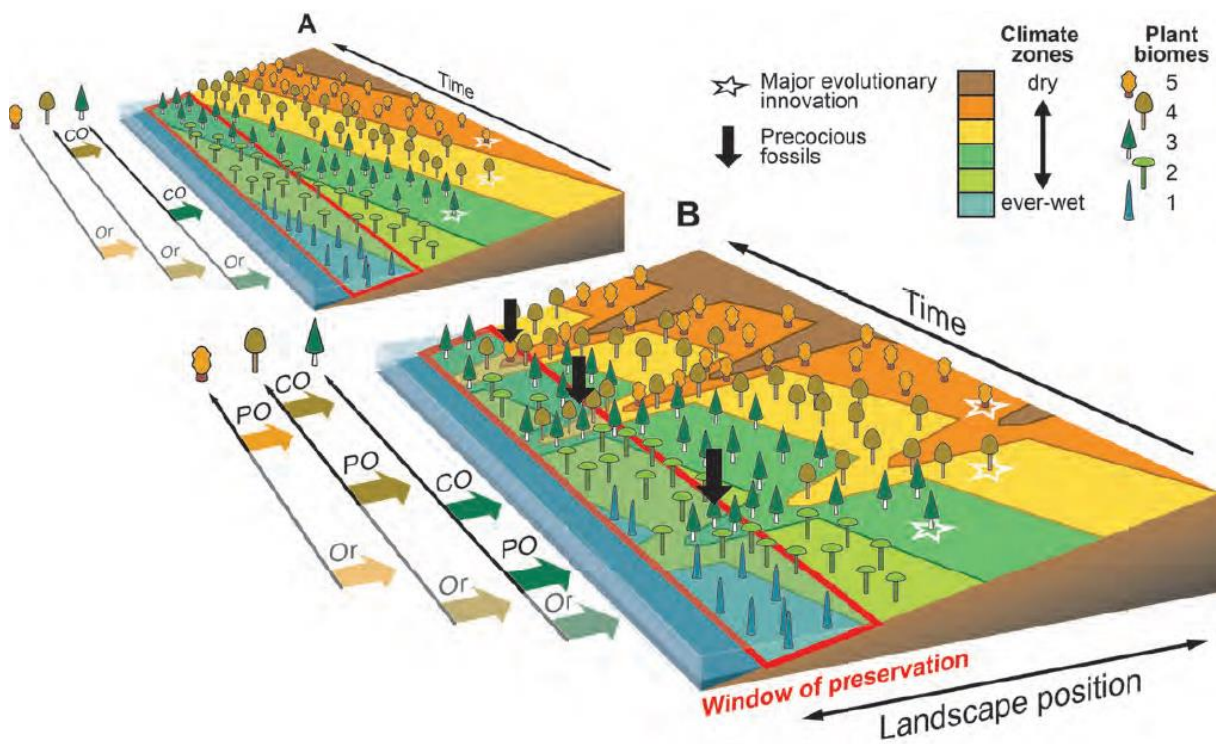 A
Time
CO
CO
Or
Or
Or
Major evolutionary
innovation
Precocious
fossils
Climate
zones
dry
ever-wet
Plant
biomes
5
4
3
2
1
B
Time
CO
PO
CO
PO
PO
Or
Or
Or
Window of preservation
Landscape position